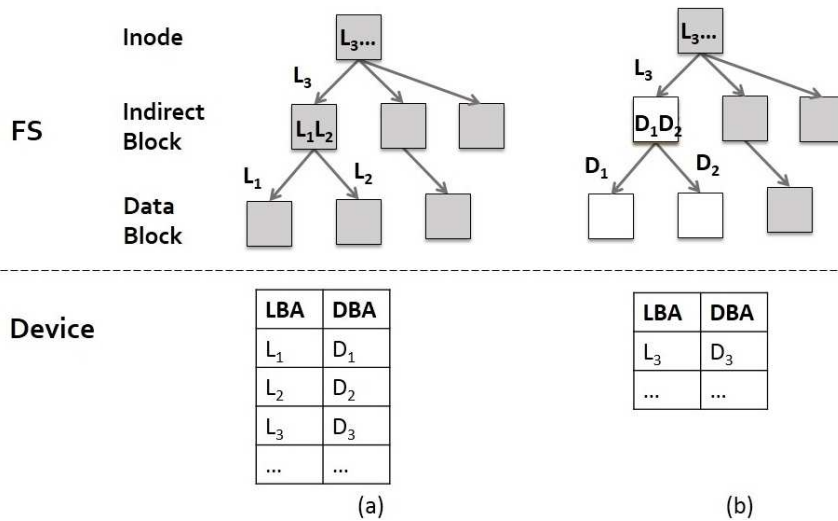 Inode
L₃...
L₃...
L₃
L₃
FS
Indirect
Block
L₁L₂
D₁D₂
L₁
L₂
D₁
D₂
Data
Block
Device
LBA DBA
L₁ D₁
L₂ D₂
L₃ D₃
... ...
LBA DBA
L₃ D₃
... ...
(a)
(b)